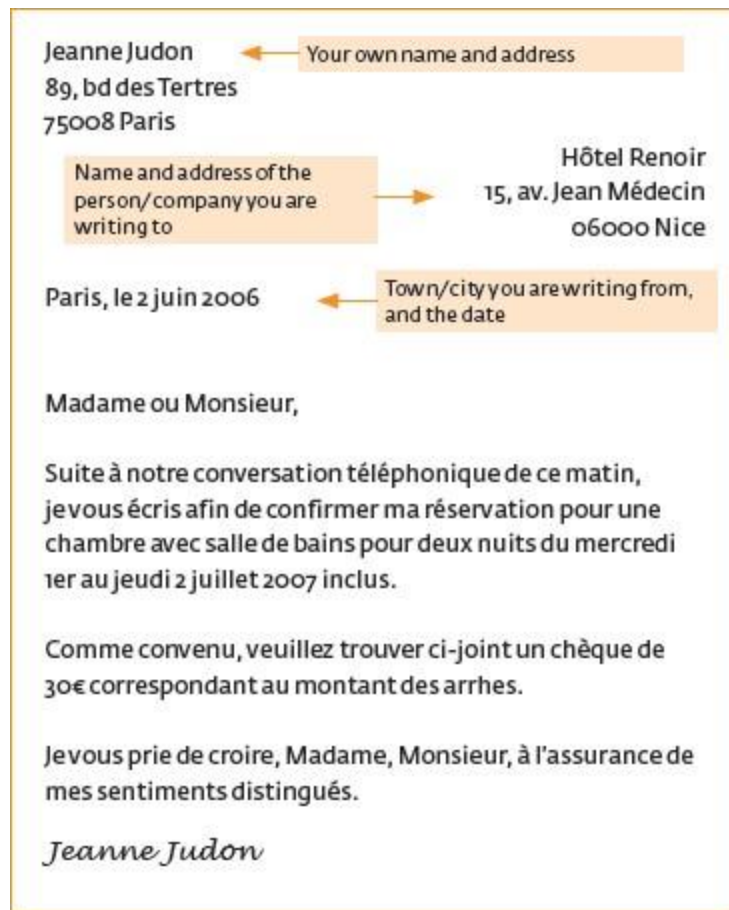 Jeanne Judon
Your own name and address
89, bd des Tertres
75008 Paris
Name and address of the
person/company you are
writing to
Hôtel Renoir
15, av. Jean Médecin
06000 Nice
Paris, le 2 juin 2006
Town/city you are writing from,
and the date
Madame ou Monsieur,
Suite à notre conversation téléphonique de ce matin,
je vous écris afin de confirmer ma réservation pour une
chambre avec salle de bains pour deux nuits du mercredi
1er au jeudi 2 juillet 2007 inclus.
Comme convenu, veuillez trouver ci-joint un chèque de
30€ correspondant au montant des arrhes.
Je vous prie de croire, Madame, Monsieur, à l'assurance de
mes sentiments distingués.
Jeanne Judon